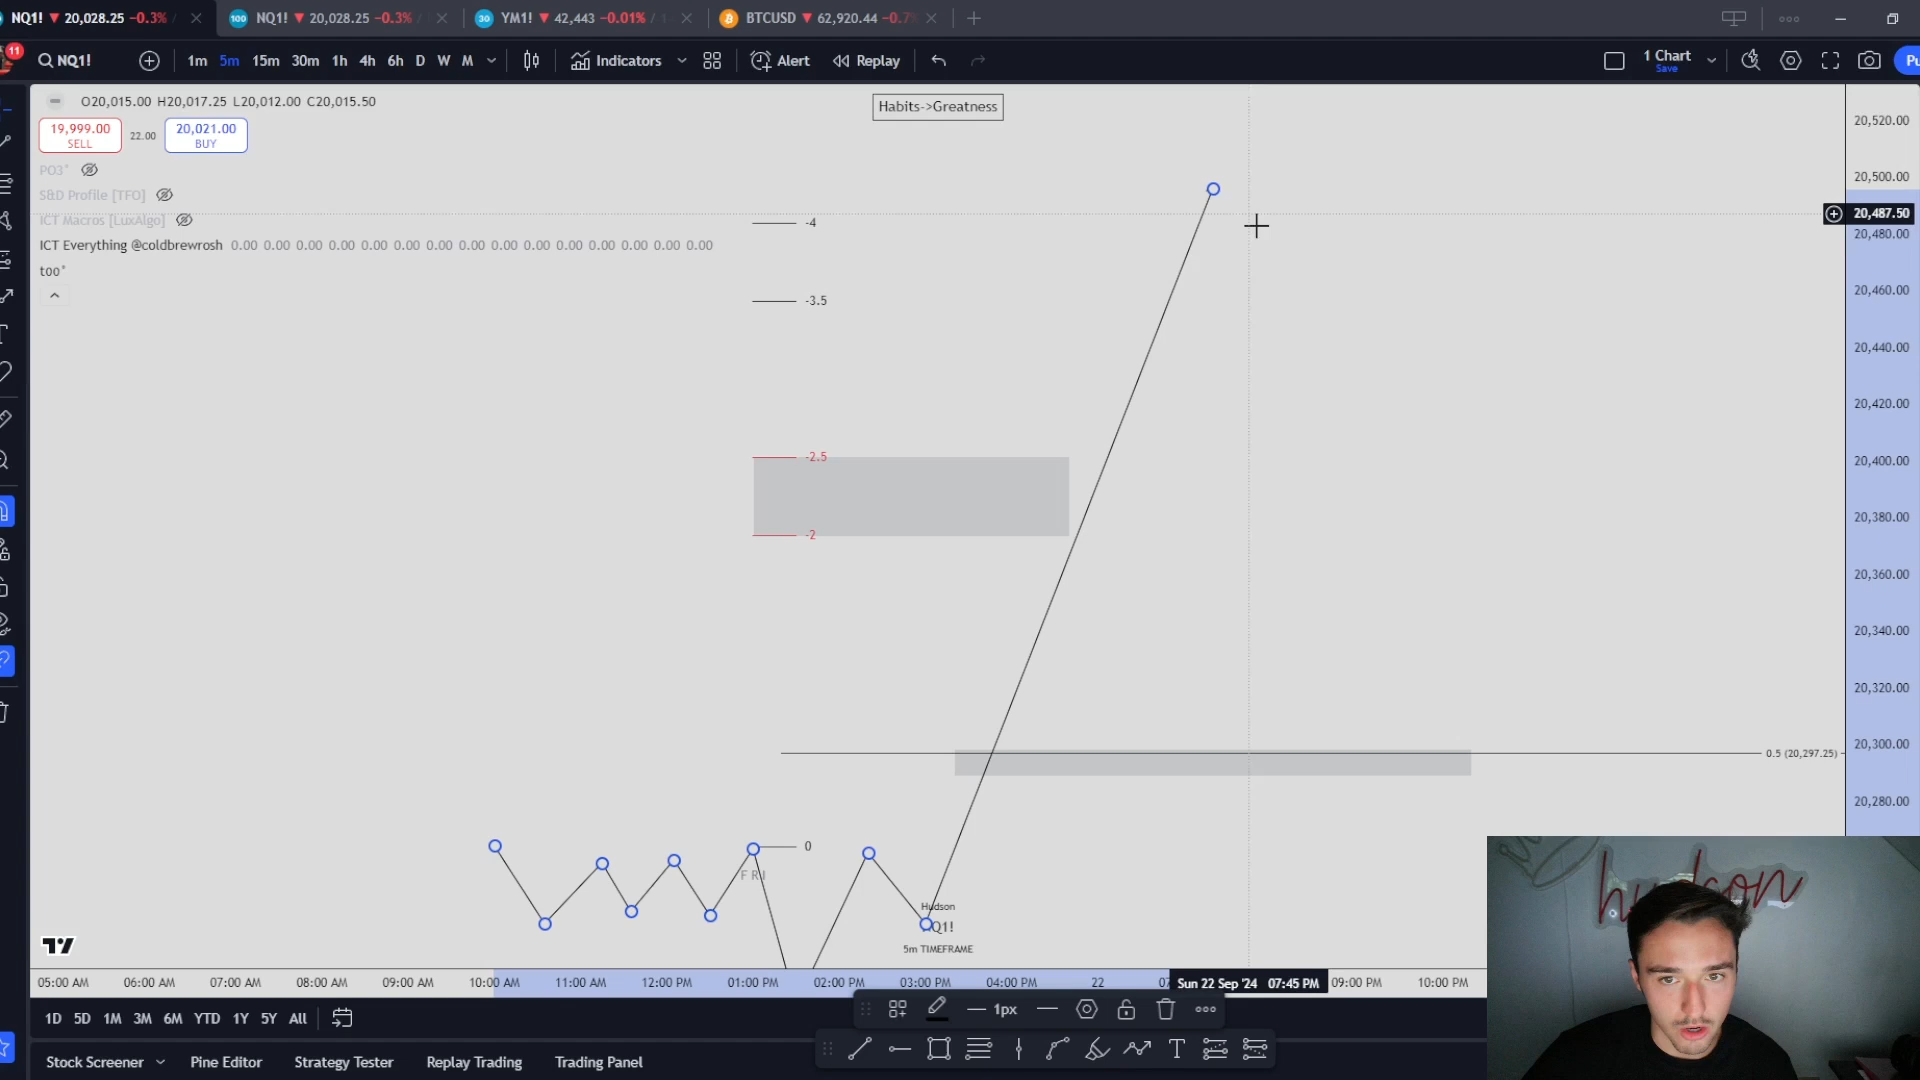 NQ1! ▼ 20,028.25 −0.3% /
100 NQ1! ▼ 20,028.25 −0.3% /
30 YM1! ▼ 42,443 −0.01% /
BTCUSD ▼ 62,920.44 −0.7%
11
NQ1!
1m 5m 15m 30m 1h 4h 6h D W M
Indicators
Alert
Replay
1 Chart
Save
Pu
O20,015.00 H20,017.25 L20,012.00 C20,015.50
Habits->Greatness
19,999.00
SELL
22.00
20,021.00
BUY
PO3
S&D Profile [TFO]
ICT Macros [LuxAlgo]
ICT Everything @coldbrewrosh 0.00 0.00 0.00 0.00 0.00 0.00 0.00 0.00 0.00 0.00 0.00 0.00 0.00 0.00 0.00
too
-4
-3.5
-2.5
-2
0
FRI
0.5 (20,297.25)
20,520.00
20,500.00
20,487.50
20,480.00
20,460.00
20,440.00
20,420.00
20,400.00
20,380.00
20,360.00
20,340.00
20,320.00
20,300.00
20,280.00
Hudson
NQ1!
5m TIMEFRAME
hudson
05:00 AM 06:00 AM 07:00 AM 08:00 AM 09:00 AM 10:00 AM 11:00 AM 12:00 PM 01:00 PM 02:00 PM 03:00 PM 04:00 PM 22 07 Sun 22 Sep '24 07:45 PM 09:00 PM 10:00 PM
1px
1D 5D 1M 3M 6M YTD 1Y 5Y All
Stock Screener Pine Editor Strategy Tester Replay Trading Trading Panel